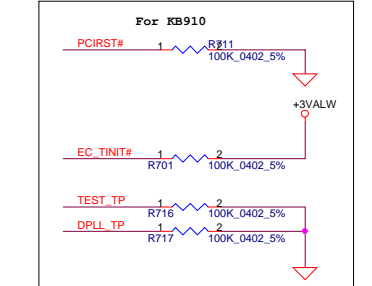 For KB910
PCIRST# 1 2 R711
100K_0402_5%
+3VALW
EC_TINIT# 1 2
R701 100K_0402_5%
TEST_TP 1 2
R716 100K_0402_5%
DPLL_TP 1 2
R717 100K_0402_5%